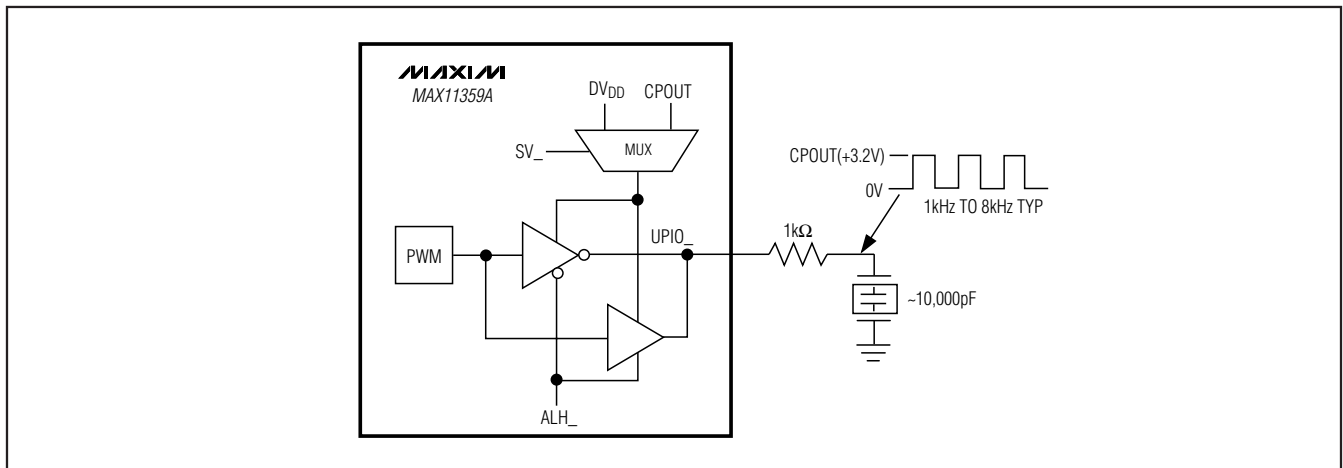 MAXIM
MAX11359A
DVDD
CPOUT
SV_
MUX
CPOUT(+3.2V)
0V
1kHz TO 8kHz TYP
PWM
UPIO_
1kΩ
~10,000pF
ALH_